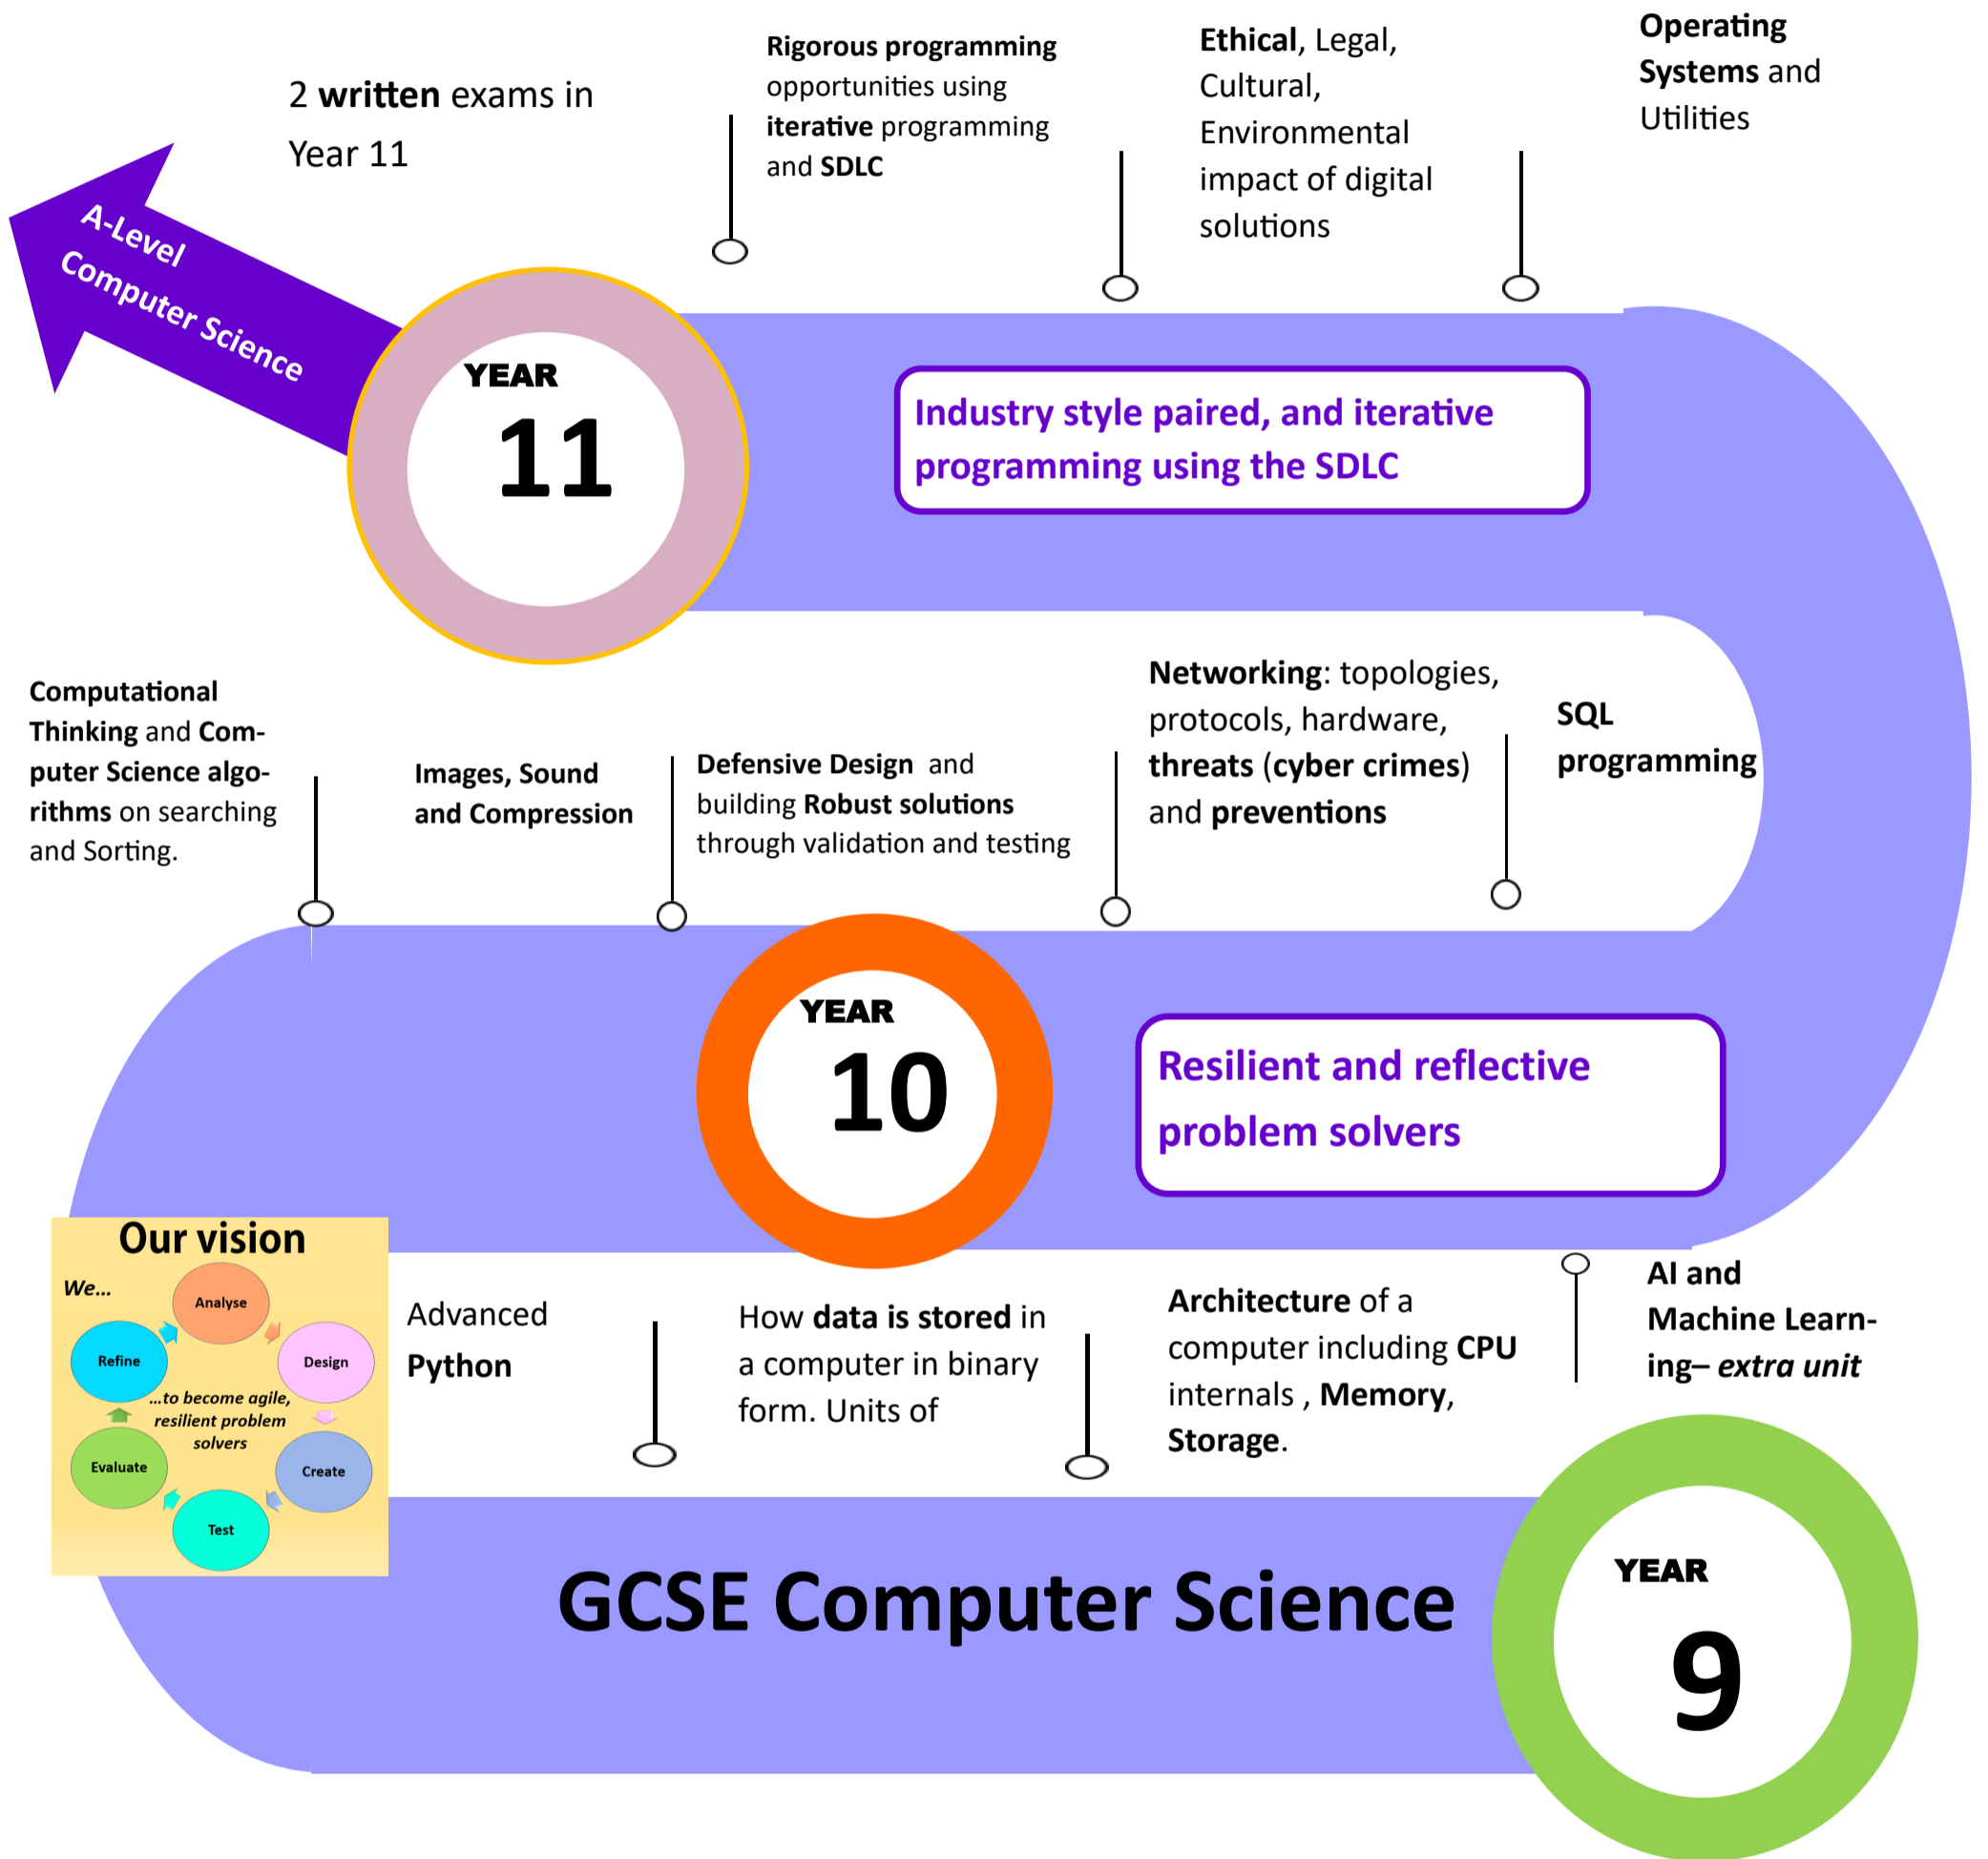 2 written exams in
Year 11
Rigorous programming
opportunities using
iterative programming
and SDLC
Ethical, Legal,
Cultural,
Environmental
impact of digital
solutions
Operating
Systems and
Utilities
A-Level
Computer Science
YEAR
11
Industry style paired, and iterative
programming using the SDLC
Computational
Thinking and Com-
puter Science algo-
rithms on searching
and Sorting.
Images, Sound
and Compression
Defensive Design and
building Robust solutions
through validation and testing
Networking: topologies,
protocols, hardware,
threats (cyber crimes)
and preventions
SQL
programming
YEAR
10
Resilient and reflective
problem solvers
Our vision
We...
Analyse
Design
Create
Test
Evaluate
Refine
...to become agile,
resilient problem
solvers
Advanced
Python
How data is stored in
a computer in binary
form. Units of
Architecture of a
computer including CPU
internals , Memory,
Storage.
AI and
Machine Learn-
ing– extra unit
GCSE Computer Science
YEAR
9